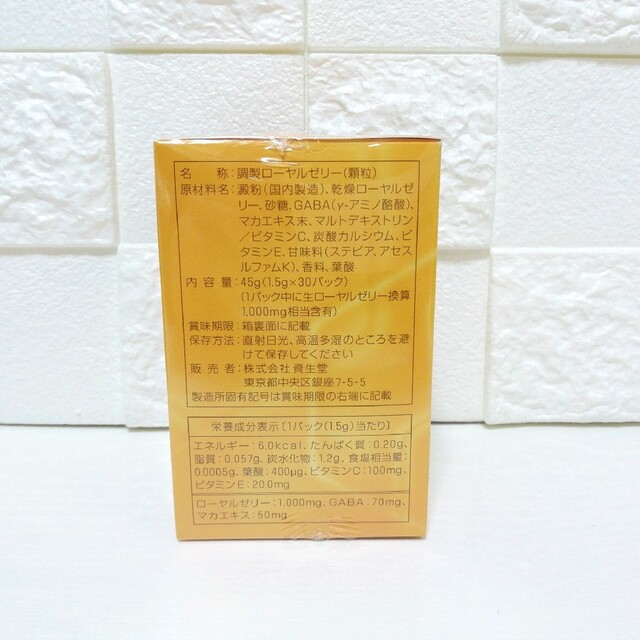 名 称:調製ローヤルゼリー(顆粒)
原材料名:澱粉(国内製造)、乾燥ローヤルゼ
リー、砂糖、GABA(γ-アミノ酪酸)、
マカエキス末、マルトデキストリン
/ビタミンC、炭酸カルシウム、ビ
タミンE、甘味料(ステビア、アセス
ルファムK)、香料、葉酸
内容量:45g(1.5g×30パック)
(1パック中に生ローヤルゼリー換算
1,000mg相当含有)
賞味期限:箱裏面に記載
保存方法:直射日光、高温多湿のところを避
けて保存してください
販売者:株式会社 資生堂
東京都中央区銀座7-5-5
製造所固有記号は賞味期限の右端に記載
栄養成分表示〔1パック(1.5g)当たり〕
エネルギー:6.0kcal、たんぱく質:0.20g、
脂質:0.057g、炭水化物:1.2g、食塩相当量:
0.0005g、葉酸:400μg、ビタミンC:100mg、
ビタミンE:20.0mg
ローヤルゼリー:1,000mg、GABA:70mg、
マカエキス:50mg